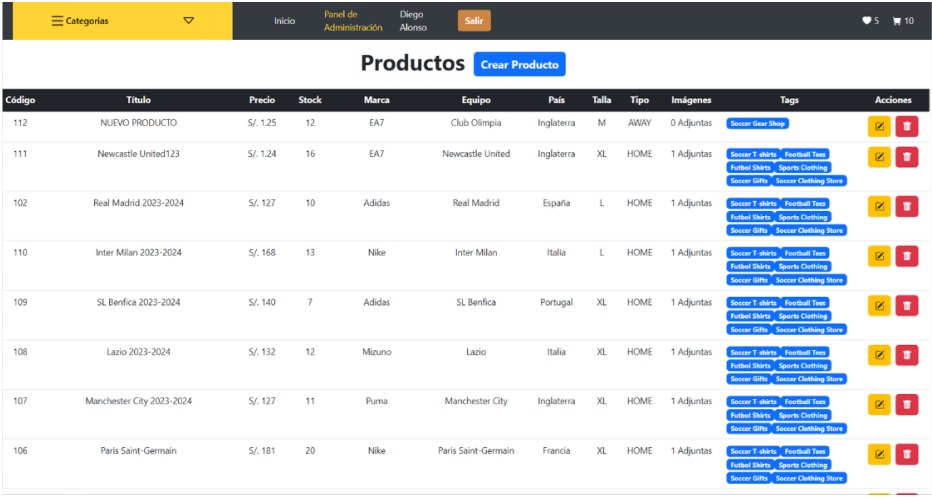 Categorias Inicio Panel de Administración Diego Alonso Salir 5 10
Productos Crear Producto
Código Título Precio Stock Marca Equipo País Talla Tipo Imágenes Tags Acciones
112 NUEVO PRODUCTO S/. 1.25 12 EA7 Club Olimpia Inglaterra M AWAY 0 Adjuntas Soccer Gear Shop
111 Newcastle United123 S/. 1.24 16 EA7 Newcastle United Inglaterra XL HOME 1 Adjuntas Soccer T-shirts Football Tees
Futbol Shirts Sports Clothing
Soccer Gifts Soccer Clothing Store
102 Real Madrid 2023-2024 S/. 127 10 Adidas Real Madrid España L HOME 1 Adjuntas Soccer T-shirts Football Tees
Futbol Shirts Sports Clothing
Soccer Gifts Soccer Clothing Store
110 Inter Milan 2023-2024 S/. 168 13 Nike Inter Milan Italia L HOME 1 Adjuntas Soccer T-shirts Football Tees
Futbol Shirts Sports Clothing
Soccer Gifts Soccer Clothing Store
109 SL Benfica 2023-2024 S/. 140 7 Adidas SL Benfica Portugal XL HOME 1 Adjuntas Soccer T-shirts Football Tees
Futbol Shirts Sports Clothing
Soccer Gifts Soccer Clothing Store
108 Lazio 2023-2024 S/. 132 12 Mizuno Lazio Italia XL HOME 1 Adjuntas Soccer T-shirts Football Tees
Futbol Shirts Sports Clothing
Soccer Gifts Soccer Clothing Store
107 Manchester City 2023-2024 S/. 127 11 Puma Manchester City Inglaterra XL HOME 1 Adjuntas Soccer T-shirts Football Tees
Futbol Shirts Sports Clothing
Soccer Gifts Soccer Clothing Store
106 Paris Saint-Germain S/. 181 20 Nike Paris Saint-Germain Francia XL HOME 1 Adjuntas Soccer T-shirts Football Tees
Futbol Shirts Sports Clothing
Soccer Gifts Soccer Clothing Store